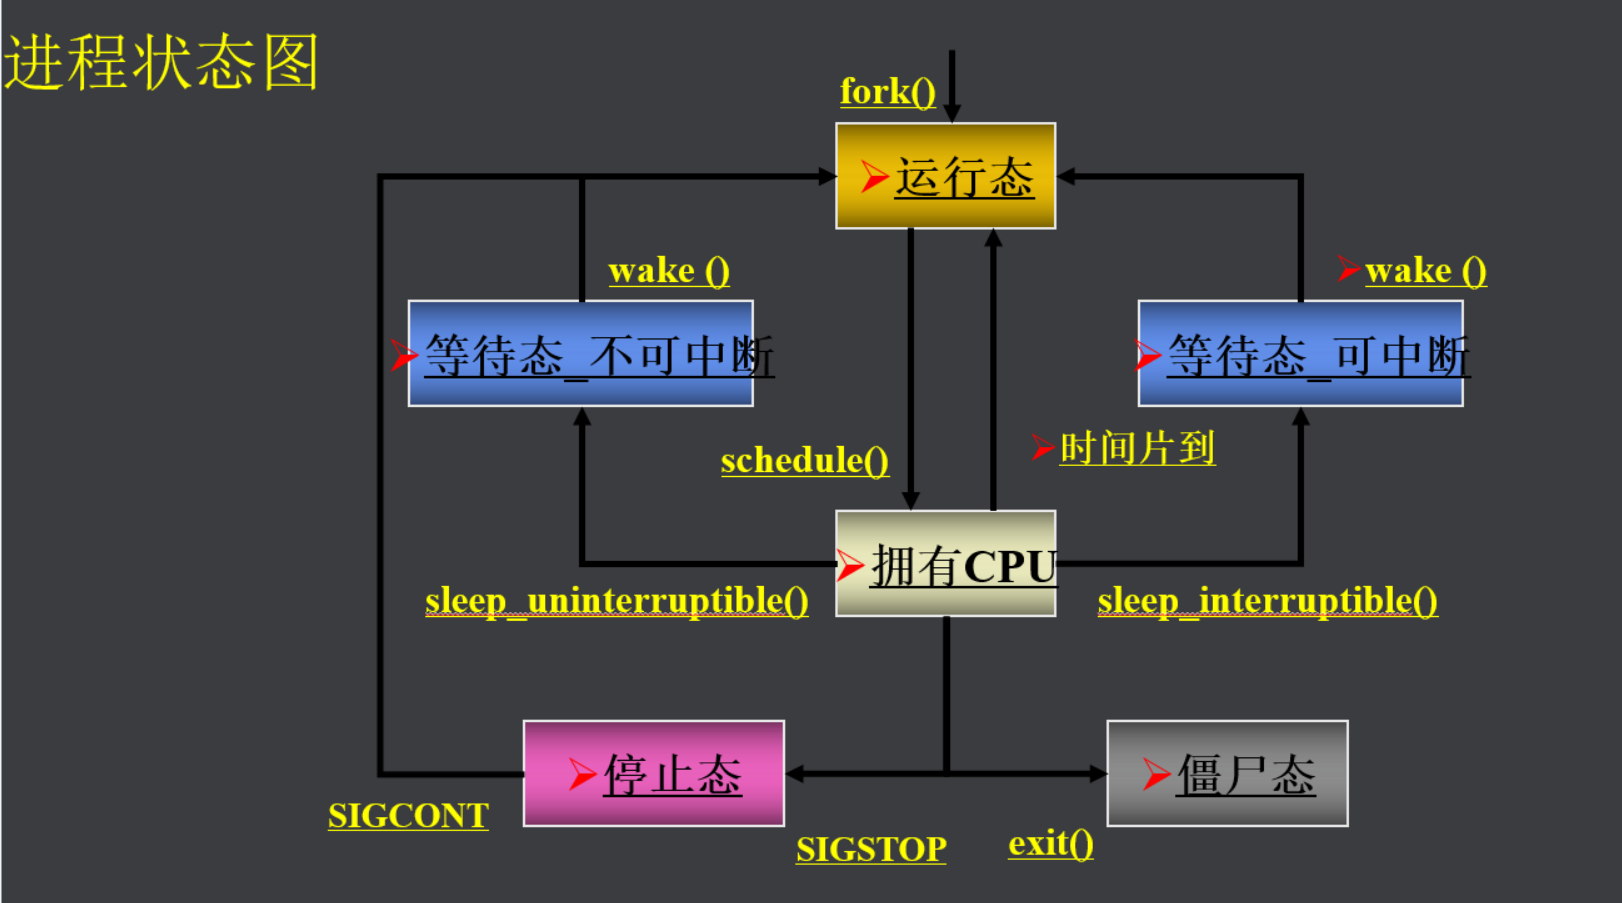 进程状态图
fork()
运行态
wake ()
wake ()
等待态_不可中断
等待态_可中断
schedule()
时间片到
拥有CPU
sleep_uninterruptible()
sleep_interruptible()
停止态
僵尸态
SIGCONT
SIGSTOP
exit()